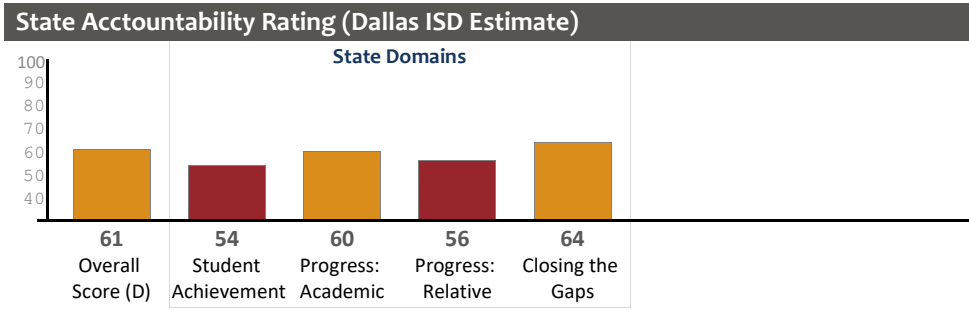 State Acctountability Rating (Dallas ISD Estimate)
State Domains
100
90
80
70
60
50
40
61 54 60 56 64
Overall Student Progress: Progress: Closing the
Score (D) Achievement Academic Relative Gaps